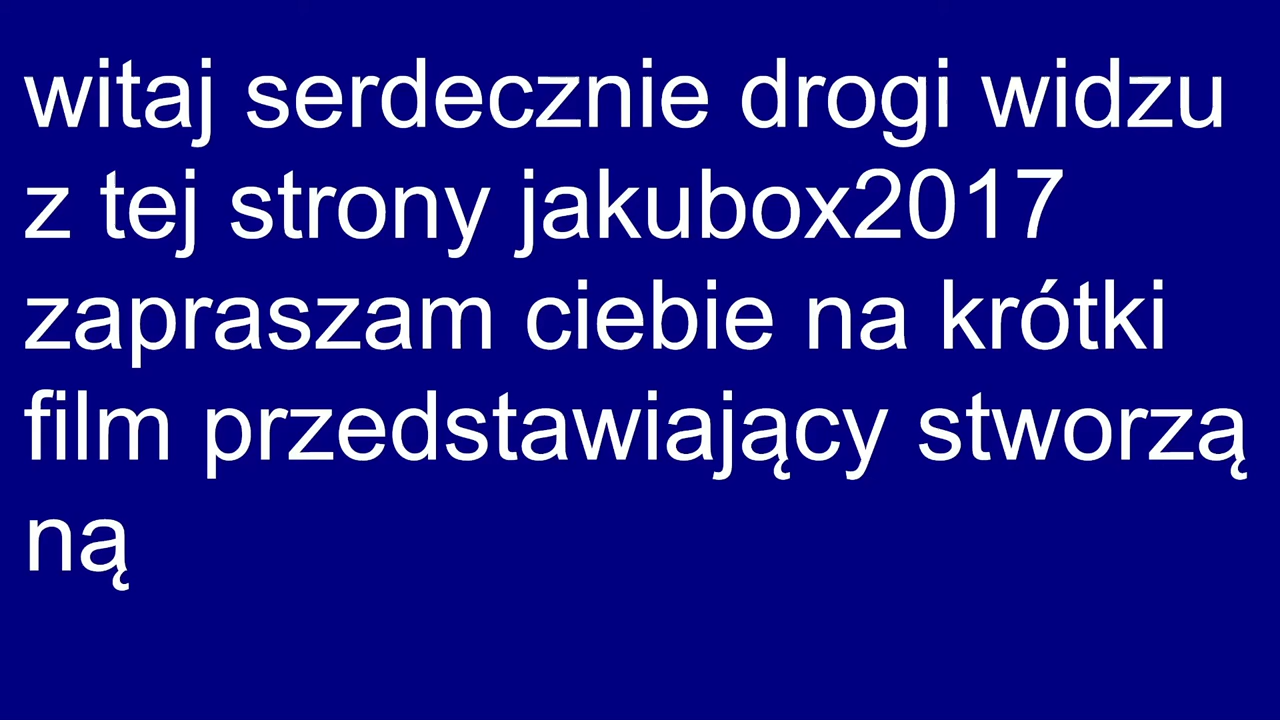 witaj serdecznie drogi widzu
z tej strony jakubox2017
zapraszam ciebie na krótki
film przedstawiający stworzą
ną